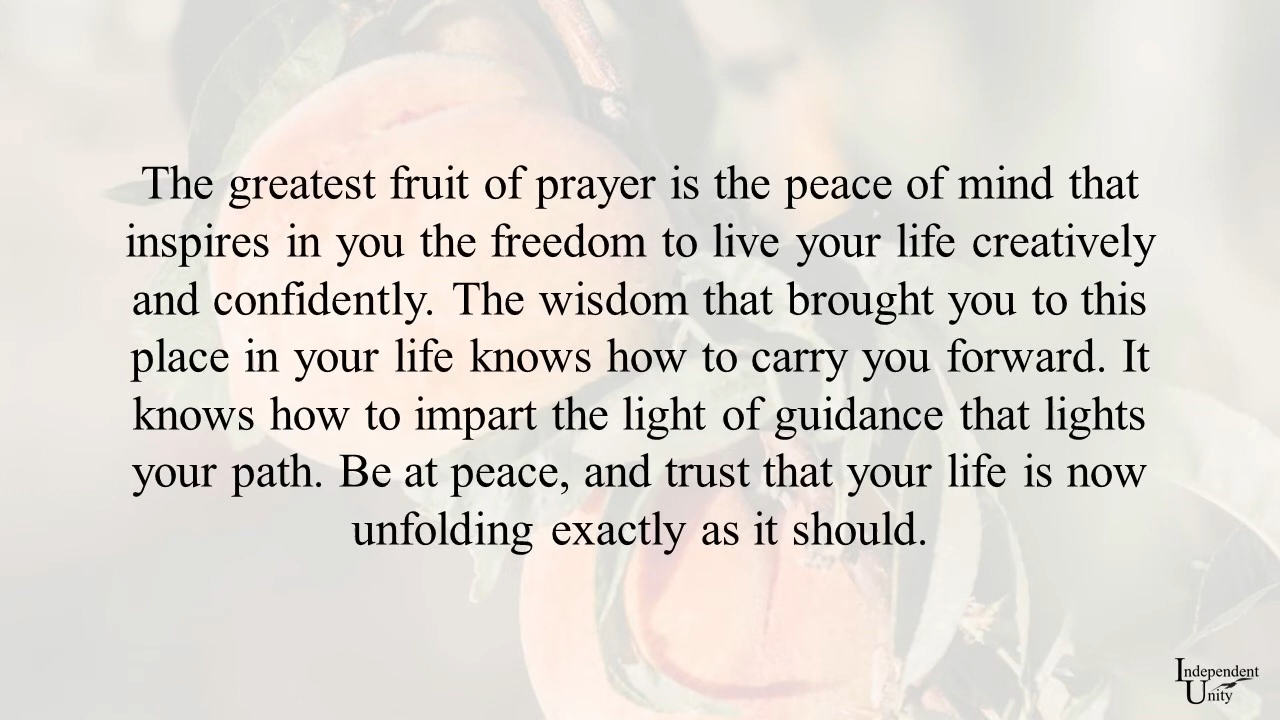 The greatest fruit of prayer is the peace of mind that
inspires in you the freedom to live your life creatively
and confidently. The wisdom that brought you to this
place in your life knows how to carry you forward. It
knows how to impart the light of guidance that lights
your path. Be at peace, and trust that your life is now
unfolding exactly as it should.
Independent
Unity